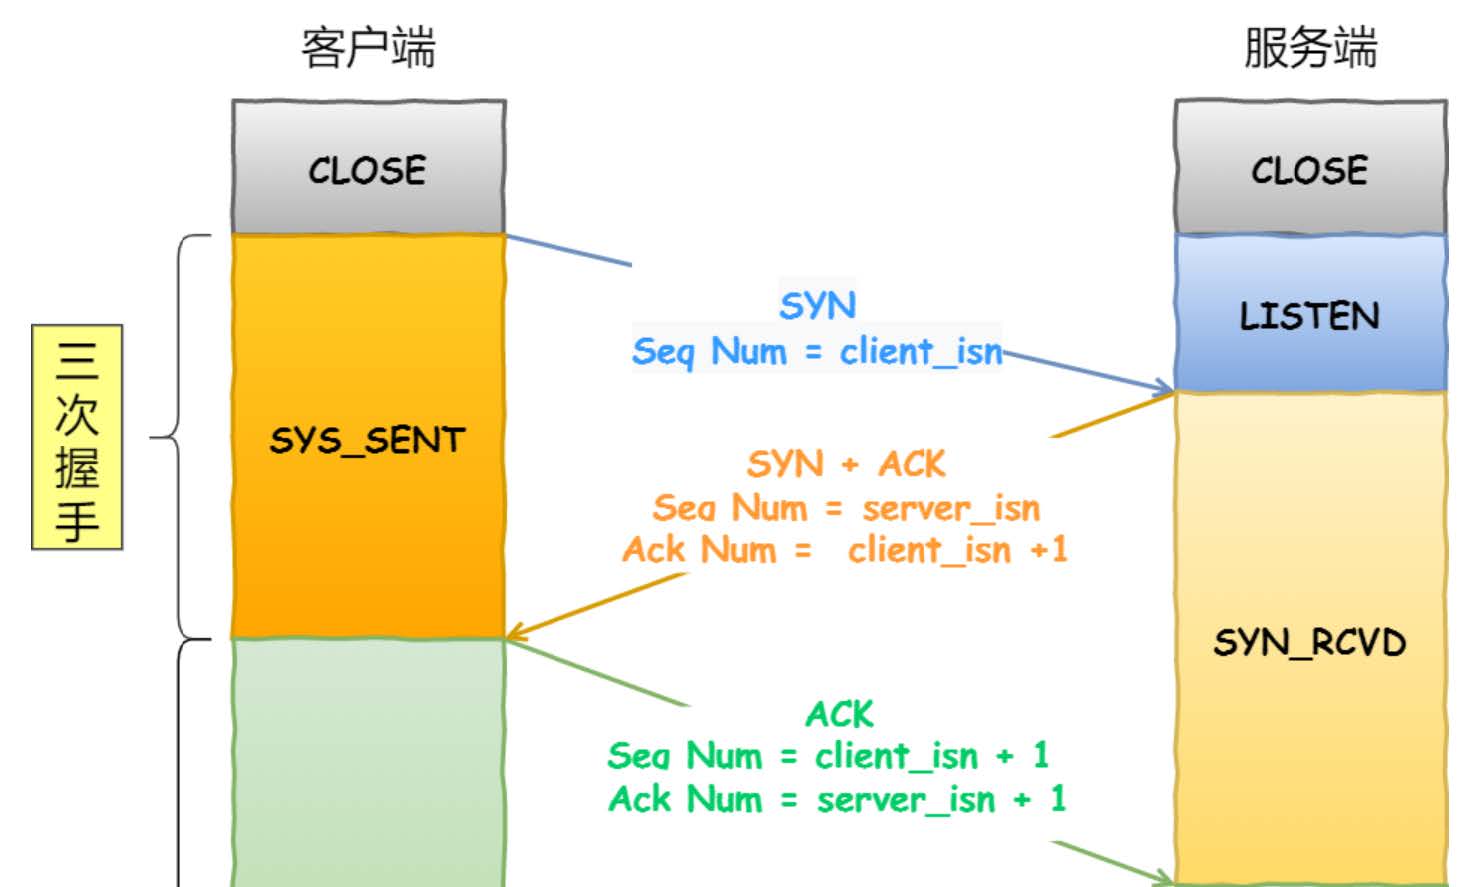 客户端
服务端
CLOSE
CLOSE
SYN
Seq Num = client_isn
LISTEN
三次握手
SYS_SENT
SYN + ACK
Seq Num = server_isn
Ack Num = client_isn +1
SYN_RCVD
ACK
Seq Num = client_isn + 1
Ack Num = server_isn + 1